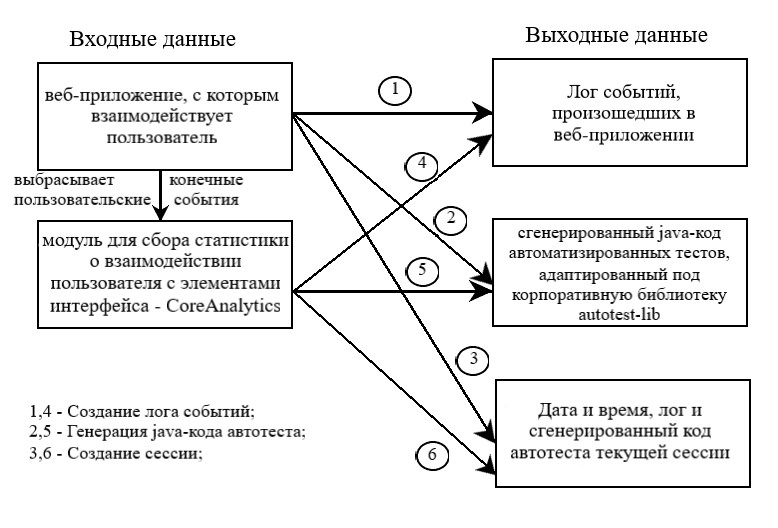 Входные данные
Выходные данные
веб-приложение, с которым
взаимодействует
пользователь
1
Лог событий,
произошедших в
веб-приложении
4
выбрасывает конечные
пользовательские события
2
модуль для сбора статистики
о взаимодействии
пользователя с элементами
интерфейса - CoreAnalytics
5
сгенерированный java-код
автоматизированных тестов,
адаптированный под
корпоративную библиотеку
autotest-lib
3
1,4 - Создание лога событий;
2,5 - Генерация java-кода автотеста;
3,6 - Создание сессии;
6
Дата и время, лог и
сгенерированный код
автотеста текущей сессии